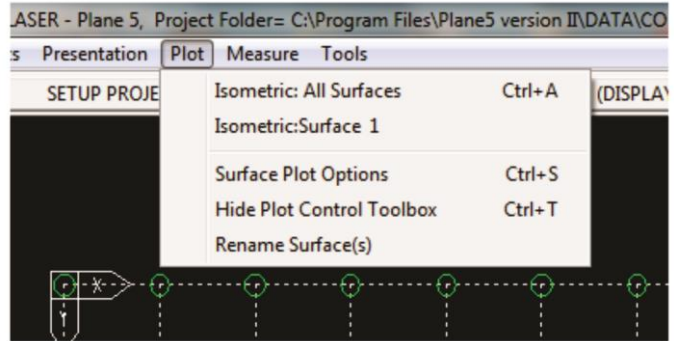 LASER - Plane 5, Project Folder= C:\Program Files\Plane5 version II\DATA\CO
s Presentation Plot Measure Tools
SETUP PROJE (DISPLAY
Isometric: All Surfaces Ctrl+A
Isometric:Surface 1
Surface Plot Options Ctrl+S
Hide Plot Control Toolbox Ctrl+T
Rename Surface(s)
X
Y